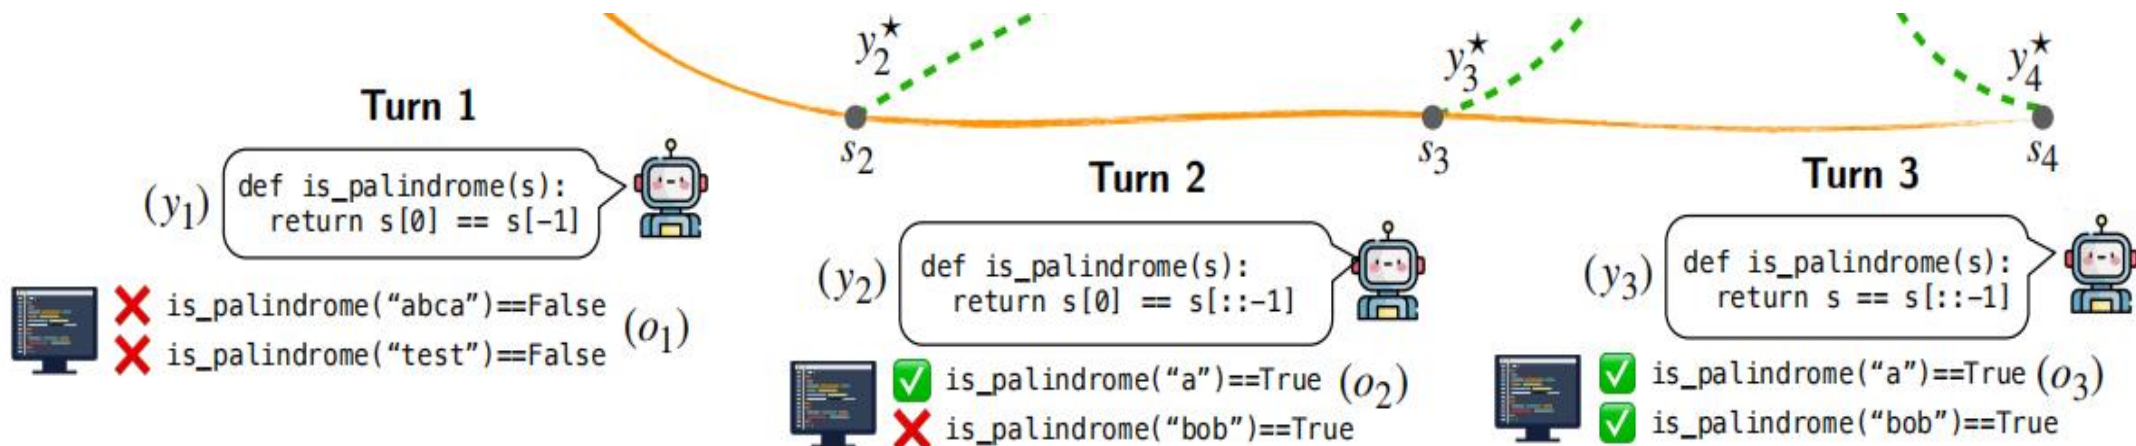 y₂★
y₃★
y₄★
s₂
s₃
s₄
Turn 1
(y₁)
def is_palindrome(s):
return s[0] == s[-1]
is_palindrome(“abca”)==False
is_palindrome(“test”)==False
(o₁)
Turn 2
(y₂)
def is_palindrome(s):
return s[0] == s[::-1]
is_palindrome(“a”)==True (o₂)
is_palindrome(“bob”)==True
Turn 3
(y₃)
def is_palindrome(s):
return s == s[::-1]
is_palindrome(“a”)==True (o₃)
is_palindrome(“bob”)==True